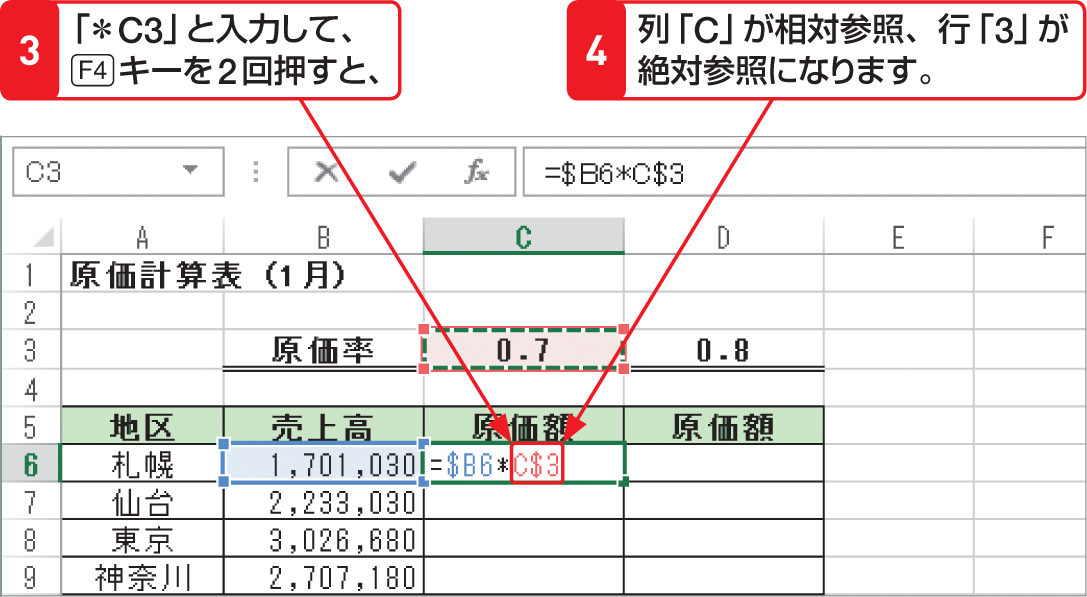 3
「＊C3」と入力して、
F4キーを2回押すと、
4
列「C」が相対参照、行「3」が
絶対参照になります。
C3 fx =$B6*C$3
A B C D E F
1 原価計算表（1月）
2
3 原価率 0.7 0.8
4
5 地区 売上高 原価額 原価額
6 札幌 1,701,030 =$B6*C$3
7 仙台 2,233,030
8 東京 3,026,680
9 神奈川 2,707,180